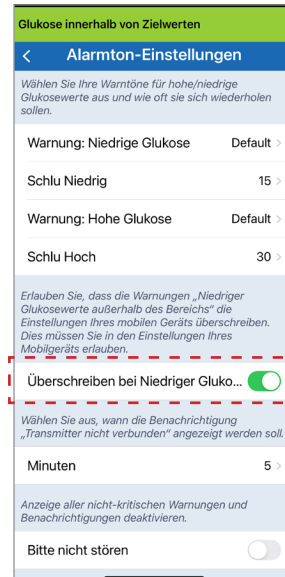 Glukose innerhalb von Zielwerten
< Alarmton-Einstellungen
Wählen Sie Ihre Warntöne für hohe/niedrige
Glukosewerte aus und wie oft sie sich wiederholen
sollen.
Warnung: Niedrige Glukose Default >
Schlu Niedrig 15 >
Warnung: Hohe Glukose Default >
Schlu Hoch 30 >
Erlauben Sie, dass die Warnungen „Niedriger
Glukosewerte außerhalb des Bereichs“ die
Einstellungen Ihres mobilen Geräts überschreiben.
Dies müssen Sie in den Einstellungen Ihres
Mobilgeräts erlauben.
Überschreiben bei Niedriger Gluko...
Wählen Sie aus, wann die Benachrichtigung
„Transmitter nicht verbunden“ angezeigt werden soll.
Minuten 5 >
Anzeige aller nicht-kritischen Warnungen und
Benachrichtigungen deaktivieren.
Bitte nicht stören